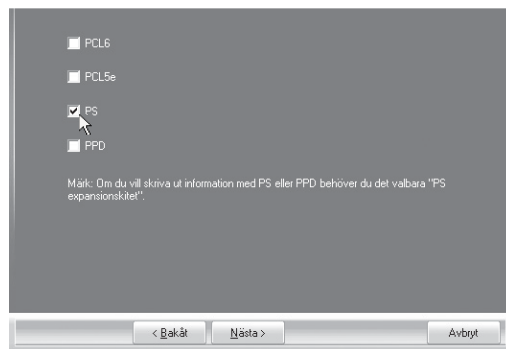 PCL6
PCL5e
PS
PPD
Märk: Om du vill skriva ut information med PS eller PPD behöver du det valbara "PS
expansionskitet".
< Bakåt Nästa > Avbryt